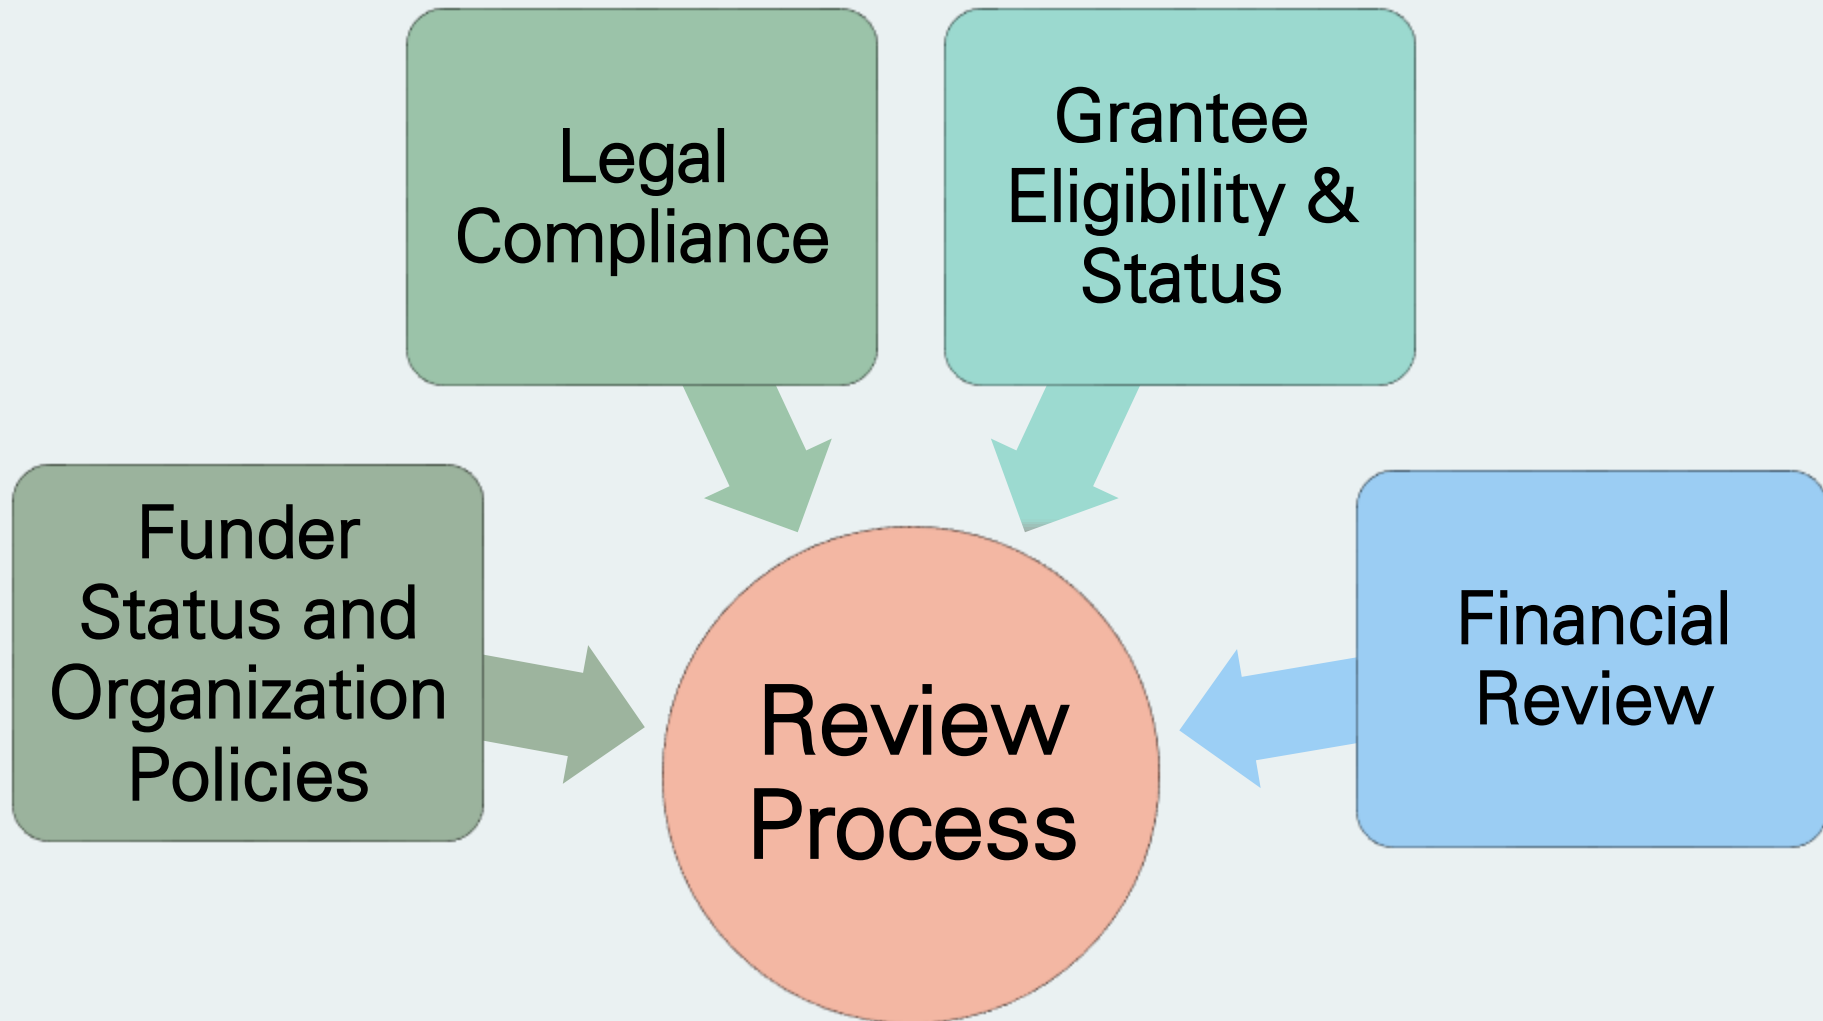 Legal
Compliance
Grantee
Eligibility &
Status
Funder
Status and
Organization
Policies
Financial
Review
Review
Process